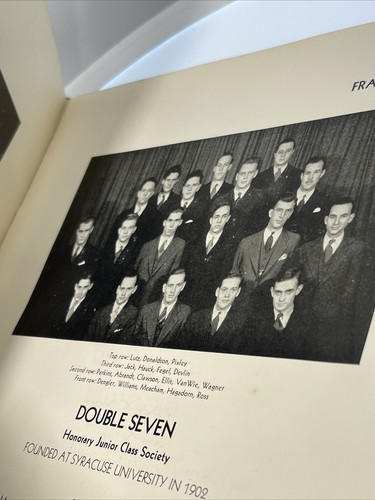 FRA
Top row: Lutz, Donaldson, Pixley
Third row: Jack, Hauck, Fegel, Devlin
Second row: Perkins, Abrandt, Clawson, Ellis, VanWie, Wagner
Front row: Dengler, Williams, Meachem, Hagadorn, Ross
DOUBLE SEVEN
Honorary Junior Class Society
FOUNDED AT SYRACUSE UNIVERSITY IN 1902